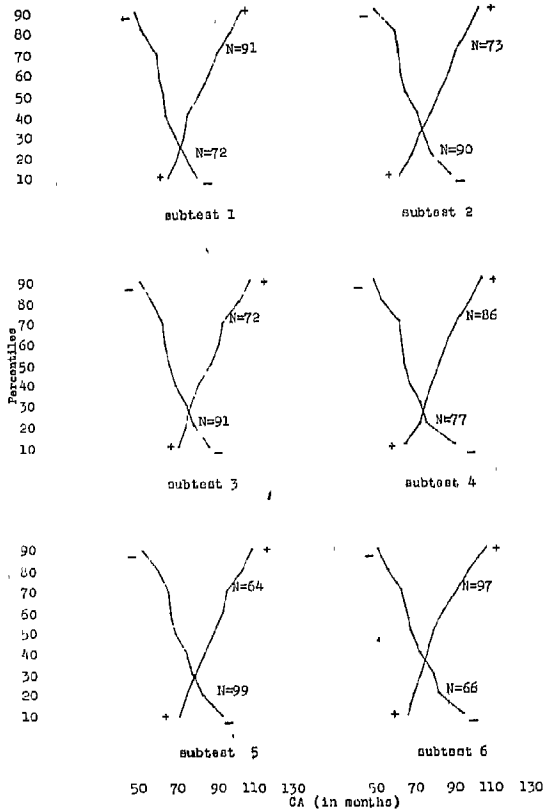 90
80
70
60
50
40
30
20
10
– + N=91
N=72
+ –
subtest 1
– + N=73
N=90
+ –
subtest 2
Percentiles
90
80
70
60
50
40
30
20
10
– + N=72
N=91
+ –
subtest 3
– + N=86
N=77
+ –
subtest 4
90
80
70
60
50
40
30
20
10
– + N=64
N=99
+ –
subtest 5
– + N=97
N=66
+ –
subtest 6
50 70 90 110 130 50 70 90 110 130
CA (in months)